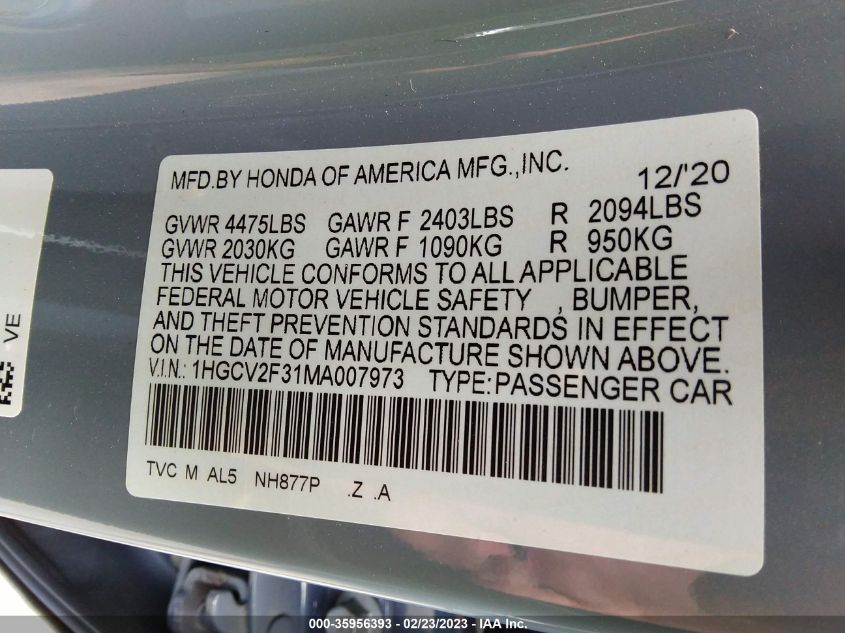 MFD.BY HONDA OF AMERICA MFG.,INC. 12/'20
GVWR 4475LBS GAWR F 2403LBS R 2094LBS
GVWR 2030KG GAWR F 1090KG R 950KG
THIS VEHICLE CONFORMS TO ALL APPLICABLE
FEDERAL MOTOR VEHICLE SAFETY , BUMPER,
AND THEFT PREVENTION STANDARDS IN EFFECT
ON THE DATE OF MANUFACTURE SHOWN ABOVE.
V.I.N.: 1HGCV2F31MA007973 TYPE:PASSENGER CAR
TVC M AL5 NH877P .Z .A
VE
000-35956393 - 02/23/2023 - IAA Inc.